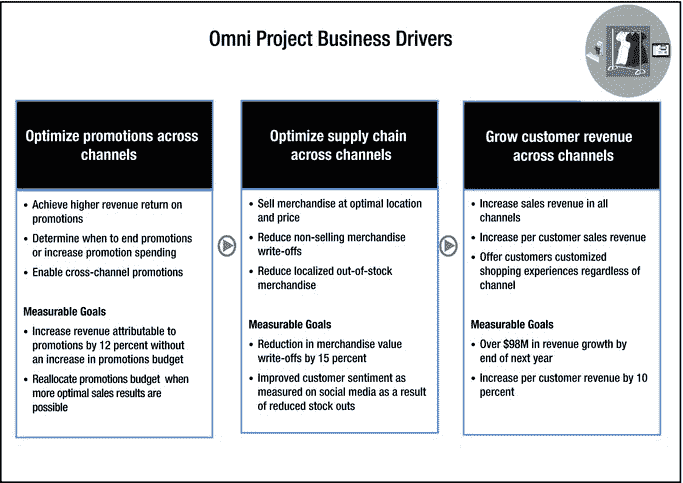 Omni Project Business Drivers
Optimize promotions across
channels
• Achieve higher revenue return on
promotions
• Determine when to end promotions
or increase promotion spending
• Enable cross-channel promotions
Measurable Goals
• Increase revenue attributable to
promotions by 12 percent without
an increase in promotions budget
• Reallocate promotions budget when
more optimal sales results are
possible
Optimize supply chain
across channels
• Sell merchandise at optimal location
and price
• Reduce non-selling merchandise
write-offs
• Reduce localized out-of-stock
merchandise
Measurable Goals
• Reduction in merchandise value
write-offs by 15 percent
• Improved customer sentiment as
measured on social media as a result
of reduced stock outs
Grow customer revenue
across channels
• Increase sales revenue in all
channels
• Increase per customer sales revenue
• Offer customers customized
shopping experiences regardless of
channel
Measurable Goals
• Over $98M in revenue growth by
end of next year
• Increase per customer revenue by 10
percent